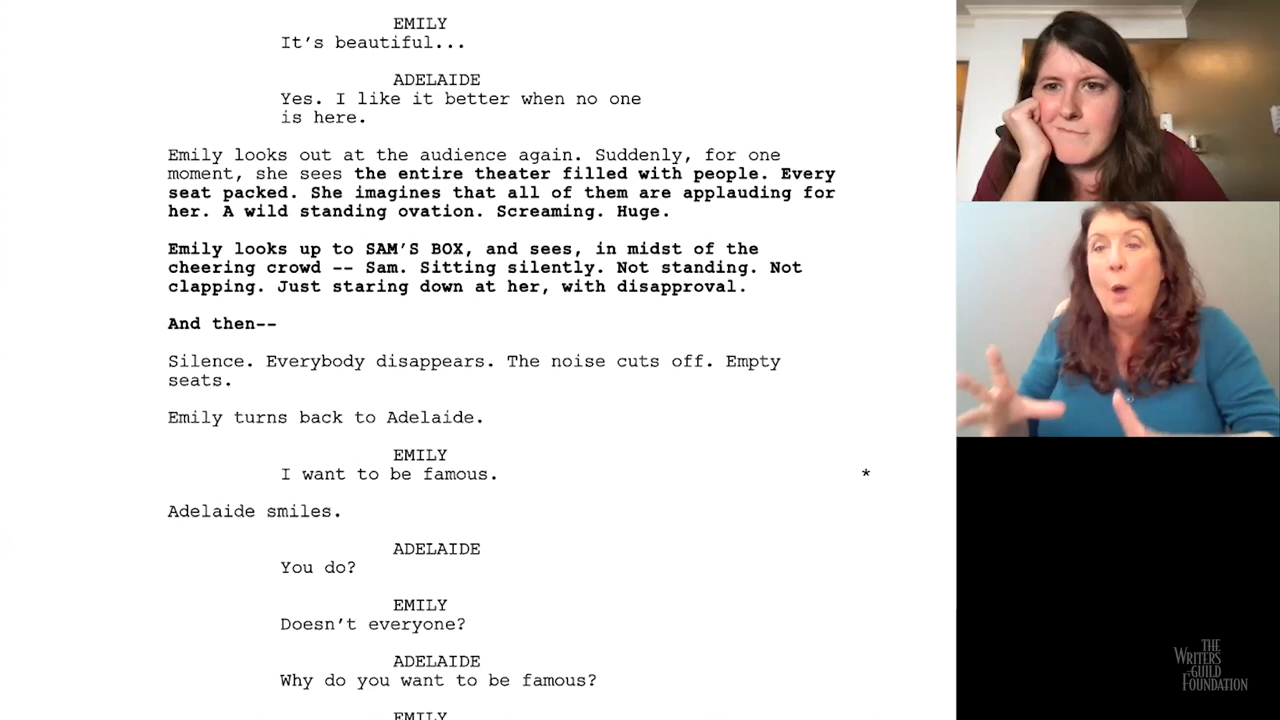 EMILY
It's beautiful...
ADELAIDE
Yes. I like it better when no one
is here.
Emily looks out at the audience again. Suddenly, for one
moment, she sees the entire theater filled with people. Every
seat packed. She imagines that all of them are applauding for
her. A wild standing ovation. Screaming. Huge.
Emily looks up to SAM'S BOX, and sees, in midst of the
cheering crowd -- Sam. Sitting silently. Not standing. Not
clapping. Just staring down at her, with disapproval.
And then--
Silence. Everybody disappears. The noise cuts off. Empty
seats.
Emily turns back to Adelaide.
EMILY
I want to be famous. *
Adelaide smiles.
ADELAIDE
You do?
EMILY
Doesn't everyone?
ADELAIDE
Why do you want to be famous?
EMILY
THE
WRITERS
GUILD
FOUNDATION